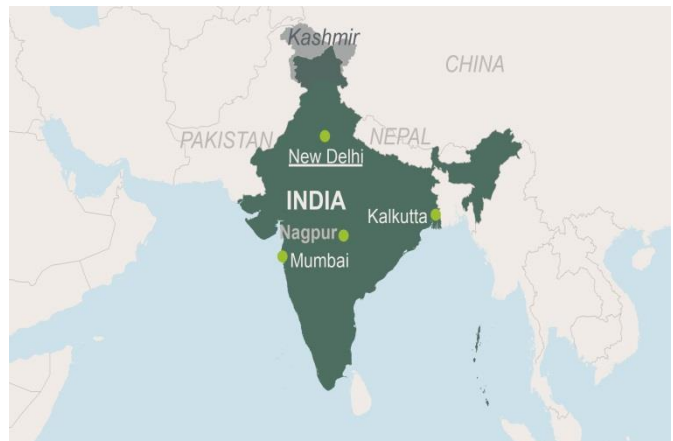 Kashmir
CHINA
PAKISTAN
NEPAL
New Delhi
INDIA
Kalkutta
Nagpur
Mumbai